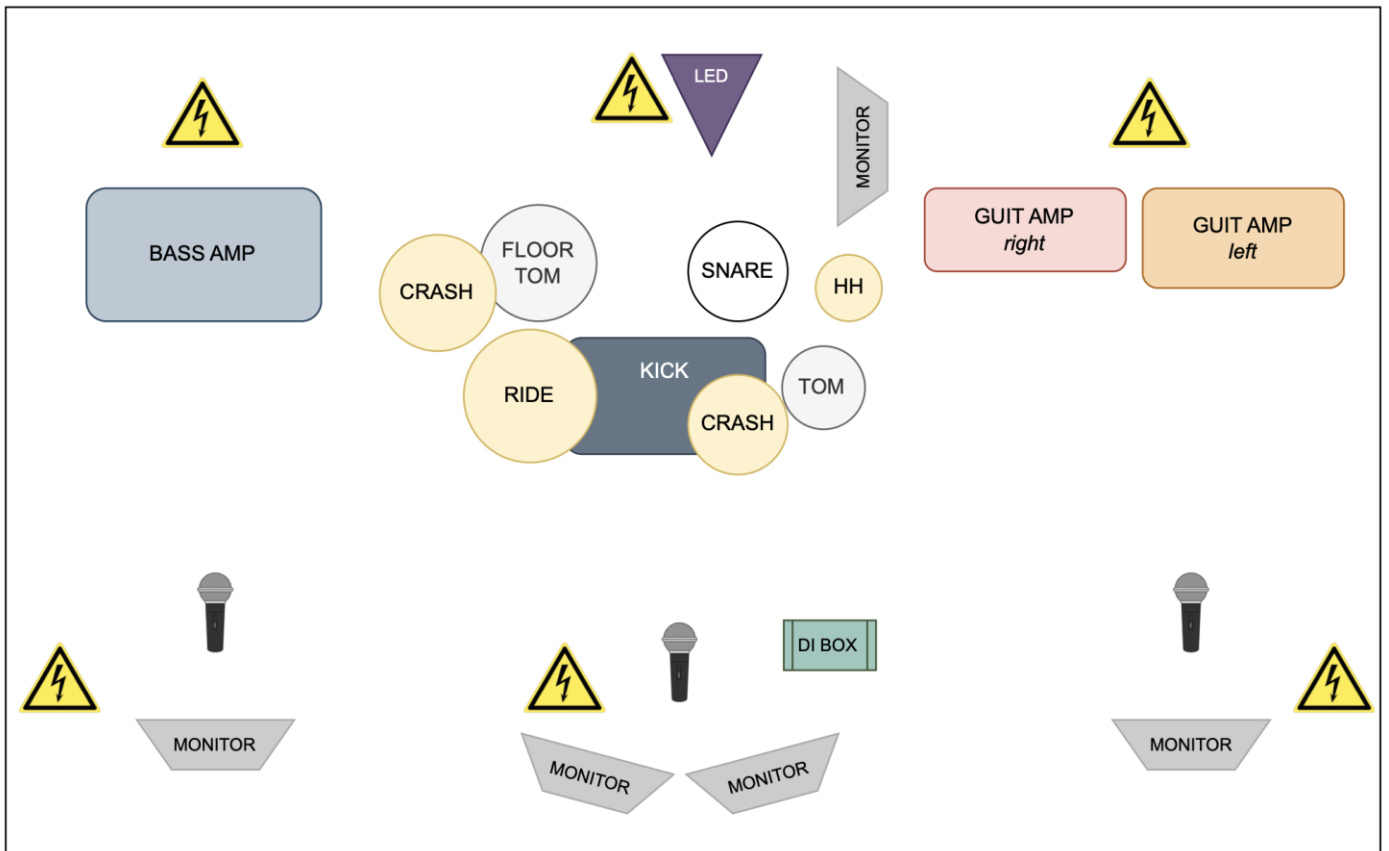 LED
MONITOR
BASS AMP
FLOOR
TOM
CRASH
SNARE
HH
GUIT AMP
right
GUIT AMP
left
RIDE
KICK
CRASH
TOM
DI BOX
MONITOR
MONITOR
MONITOR
MONITOR